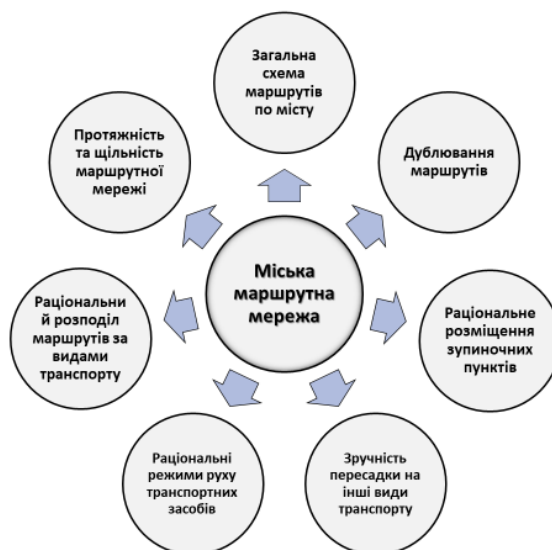 Загальна
схема
маршрутів
по місту
Дублювання
маршрутів
Раціональне
розміщення
зупиночних
пунктів
Зручність
пересадки на
інші види
транспорту
Раціональні
режими руху
транспортних
засобів
Раціональни
й розподіл
маршрутів за
видами
транспорту
Протяжність
та щільність
маршрутної
мережі
Міська
маршрутна
мережа